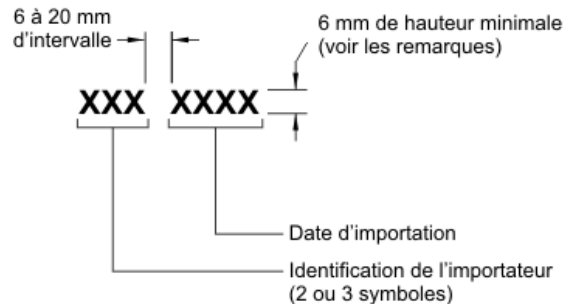 6 à 20 mm
d'intervalle
6 mm de hauteur minimale
(voir les remarques)
XXX XXXX
Date d'importation
Identification de l'importateur
(2 ou 3 symboles)